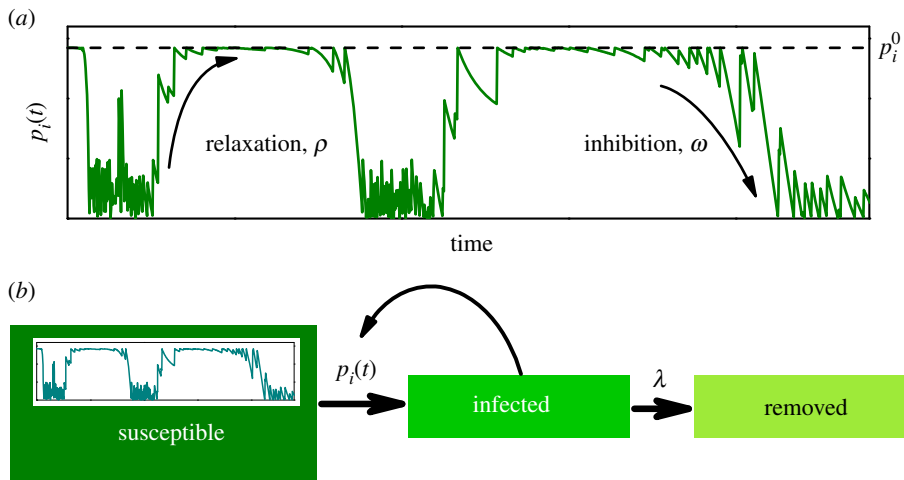 (a)
p_i^0
p_i(t)
relaxation, ρ
inhibition, ω
time
(b)
p_i(t)
λ
infected
removed
susceptible